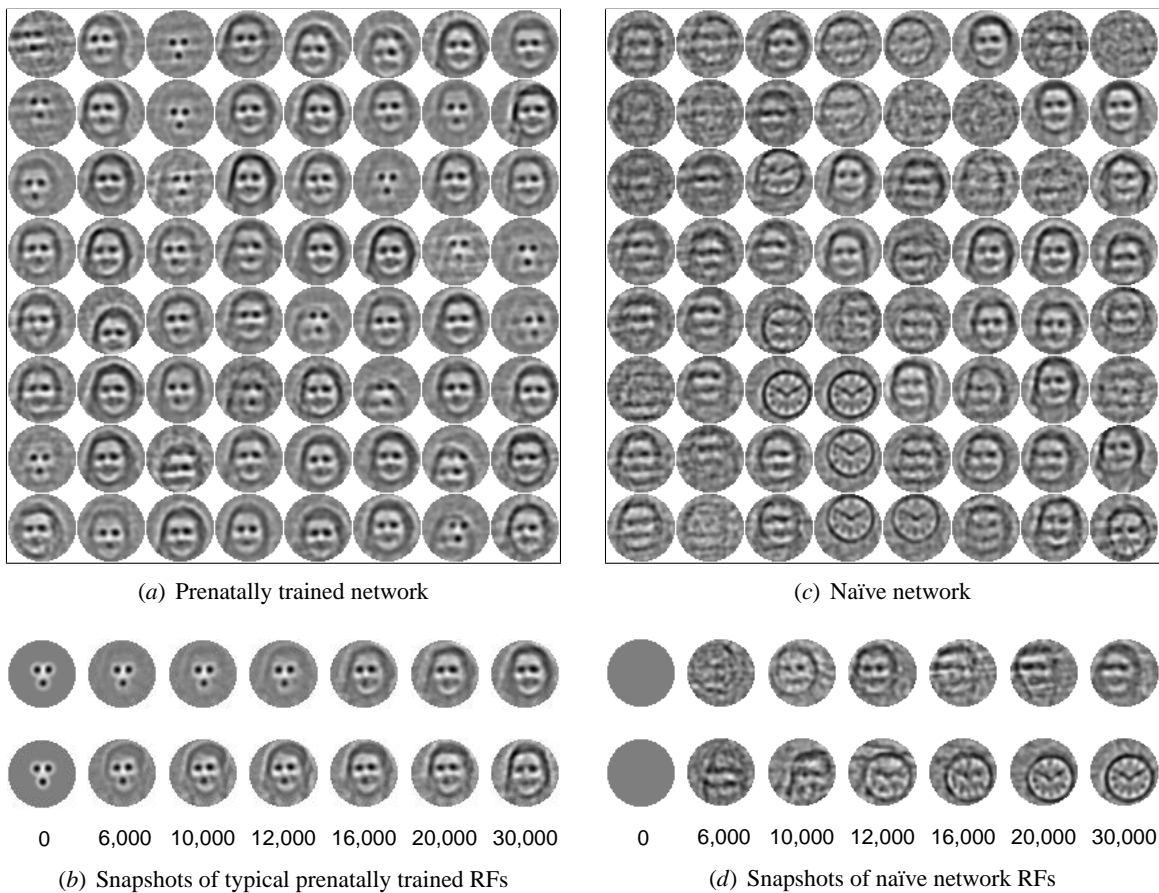 (a) Prenatally trained network
(c) Naïve network
0 6,000 10,000 12,000 16,000 20,000 30,000
(b) Snapshots of typical prenatally trained RFs
0 6,000 10,000 12,000 16,000 20,000 30,000
(d) Snapshots of naïve network RFs